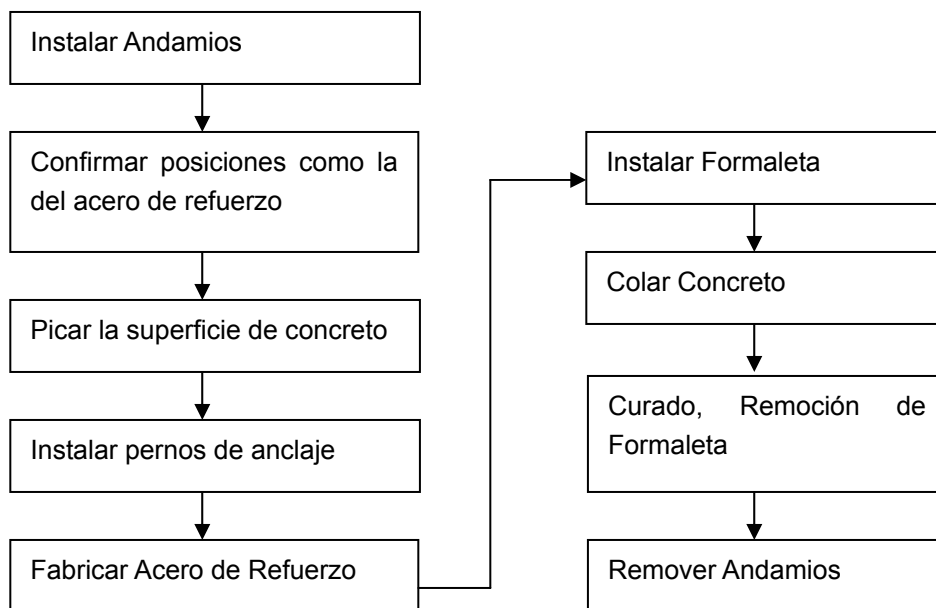 Instalar Andamios
Confirmar posiciones como la
del acero de refuerzo
Picar la superficie de concreto
Instalar pernos de anclaje
Fabricar Acero de Refuerzo
Instalar Formaleta
Colar Concreto
Curado, Remoción de
Formaleta
Remover Andamios